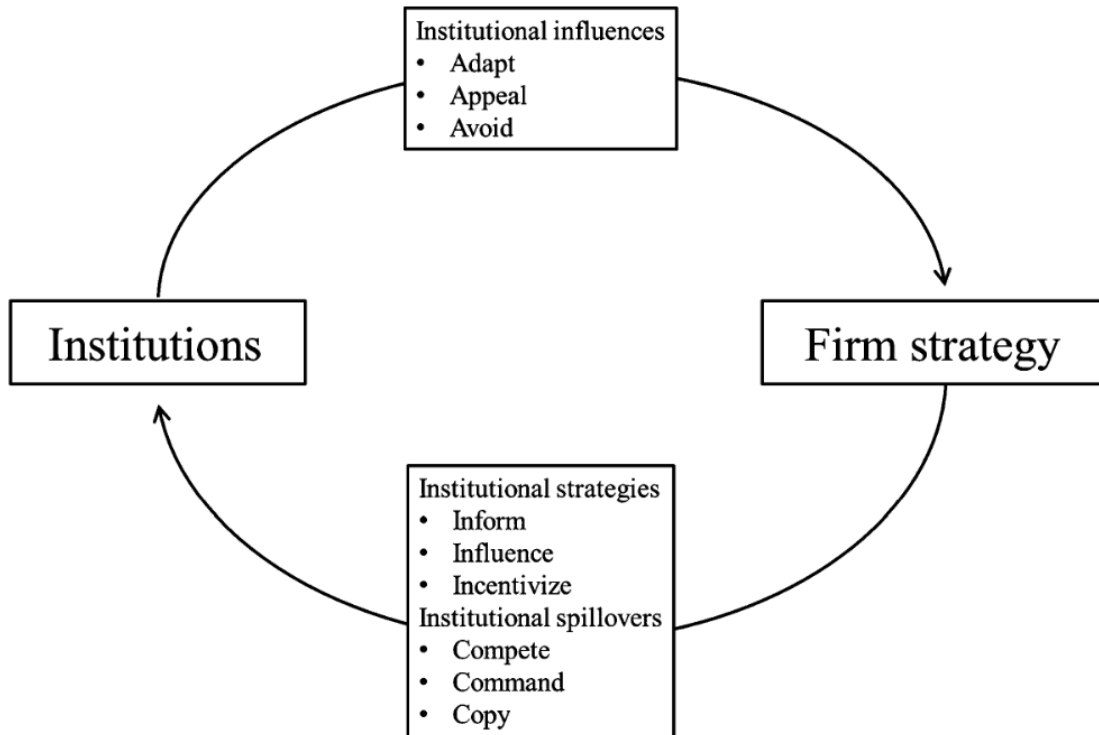 Institutional influences
• Adapt
• Appeal
• Avoid
Institutions
Firm strategy
Institutional strategies
• Inform
• Influence
• Incentivize
Institutional spillovers
• Compete
• Command
• Copy